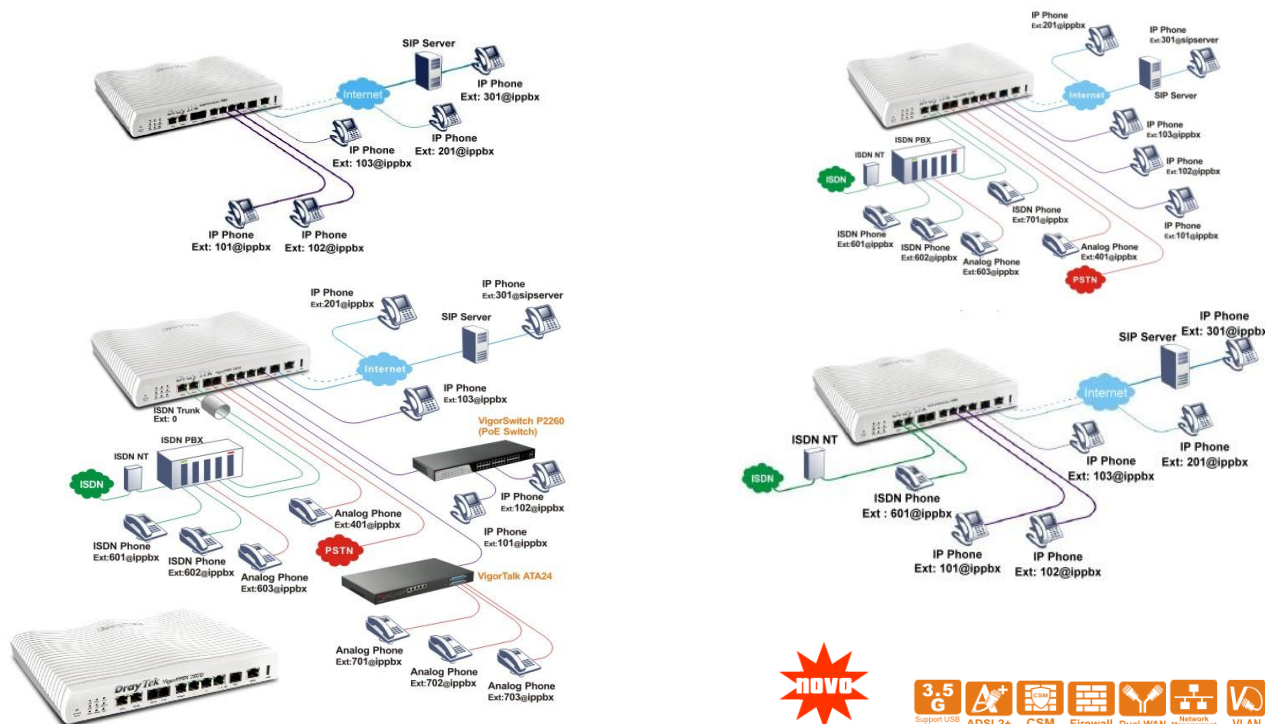 SIP Server
Internet
IP Phone
Ext: 301@ippbx
IP Phone
Ext: 201@ippbx
IP Phone
Ext: 103@ippbx
IP Phone
Ext: 101@ippbx
IP Phone
Ext: 102@ippbx
IP Phone
Ext:201@ippbx
IP Phone
Ext:301@sipserver
Internet
SIP Server
IP Phone
Ext:103@ippbx
IP Phone
Ext:102@ippbx
IP Phone
Ext:101@ippbx
ISDN PBX
ISDN NT
ISDN
ISDN Phone
Ext:701@ippbx
ISDN Phone
Ext:601@ippbx
ISDN Phone
Ext:602@ippbx
Analog Phone
Ext:603@ippbx
Analog Phone
Ext:401@ippbx
PSTN
IP Phone
Ext:201@ippbx
IP Phone
Ext:301@sipserver
SIP Server
Internet
DrayTek
IP Phone
Ext:103@ippbx
ISDN Trunk
Ext: 0
VigorSwitch P2260
(PoE Switch)
ISDN PBX
ISDN NT
ISDN
IP Phone
Ext:102@ippbx
IP Phone
Ext:101@ippbx
Analog Phone
Ext:401@ippbx
PSTN
ISDN Phone
Ext:601@ippbx
ISDN Phone
Ext:602@ippbx
Analog Phone
Ext:603@ippbx
VigorTalk ATA24
Analog Phone
Ext:701@ippbx
Analog Phone
Ext:702@ippbx
Analog Phone
Ext:703@ippbx
IP Phone
Ext: 301@ippbx
SIP Server
Internet
IP Phone
Ext: 201@ippbx
IP Phone
Ext: 103@ippbx
ISDN NT
ISDN
ISDN Phone
Ext : 601@ippbx
IP Phone
Ext: 101@ippbx
IP Phone
Ext: 102@ippbx
DrayTek
novo
3.5
G
Support USB
ADSL2+
CSM
CSM
Firewall
Dual WAN
Network
VLAN